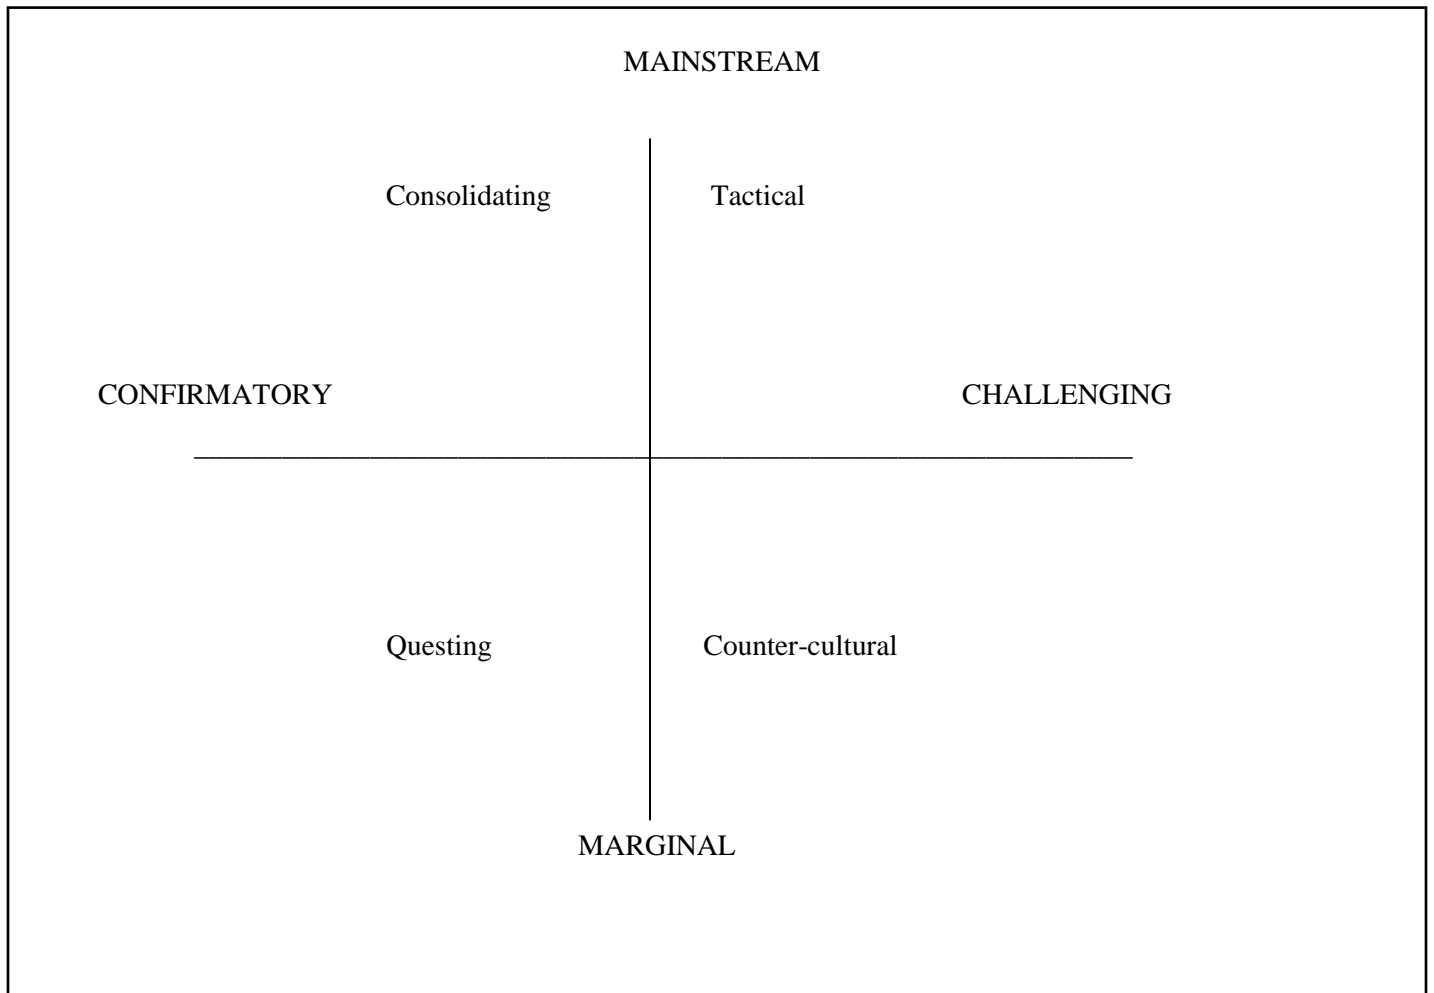 MAINSTREAM
Consolidating Tactical
CONFIRMATORY CHALLENGING
Questing Counter-cultural
MARGINAL